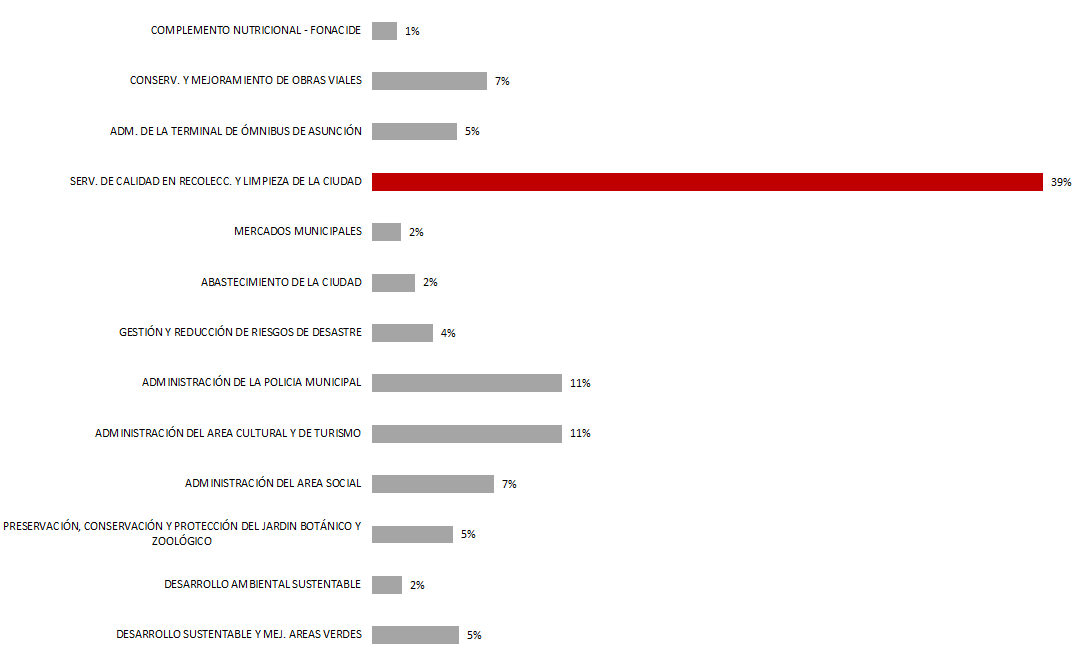 COMPLEMENTO NUTRICIONAL - FONACIDE 1%
CONSERV. Y MEJORAMIENTO DE OBRAS VIALES 7%
ADM. DE LA TERMINAL DE ÓMNIBUS DE ASUNCIÓN 5%
SERV. DE CALIDAD EN RECOLECC. Y LIMPIEZA DE LA CIUDAD 39%
MERCADOS MUNICIPALES 2%
ABASTECIMIENTO DE LA CIUDAD 2%
GESTIÓN Y REDUCCIÓN DE RIESGOS DE DESASTRE 4%
ADMINISTRACIÓN DE LA POLICIA MUNICIPAL 11%
ADMINISTRACIÓN DEL AREA CULTURAL Y DE TURISMO 11%
ADMINISTRACIÓN DEL AREA SOCIAL 7%
PRESERVACIÓN, CONSERVACIÓN Y PROTECCIÓN DEL JARDIN BOTÁNICO Y
ZOOLÓGICO 5%
DESARROLLO AMBIENTAL SUSTENTABLE 2%
DESARROLLO SUSTENTABLE Y MEJ. AREAS VERDES 5%